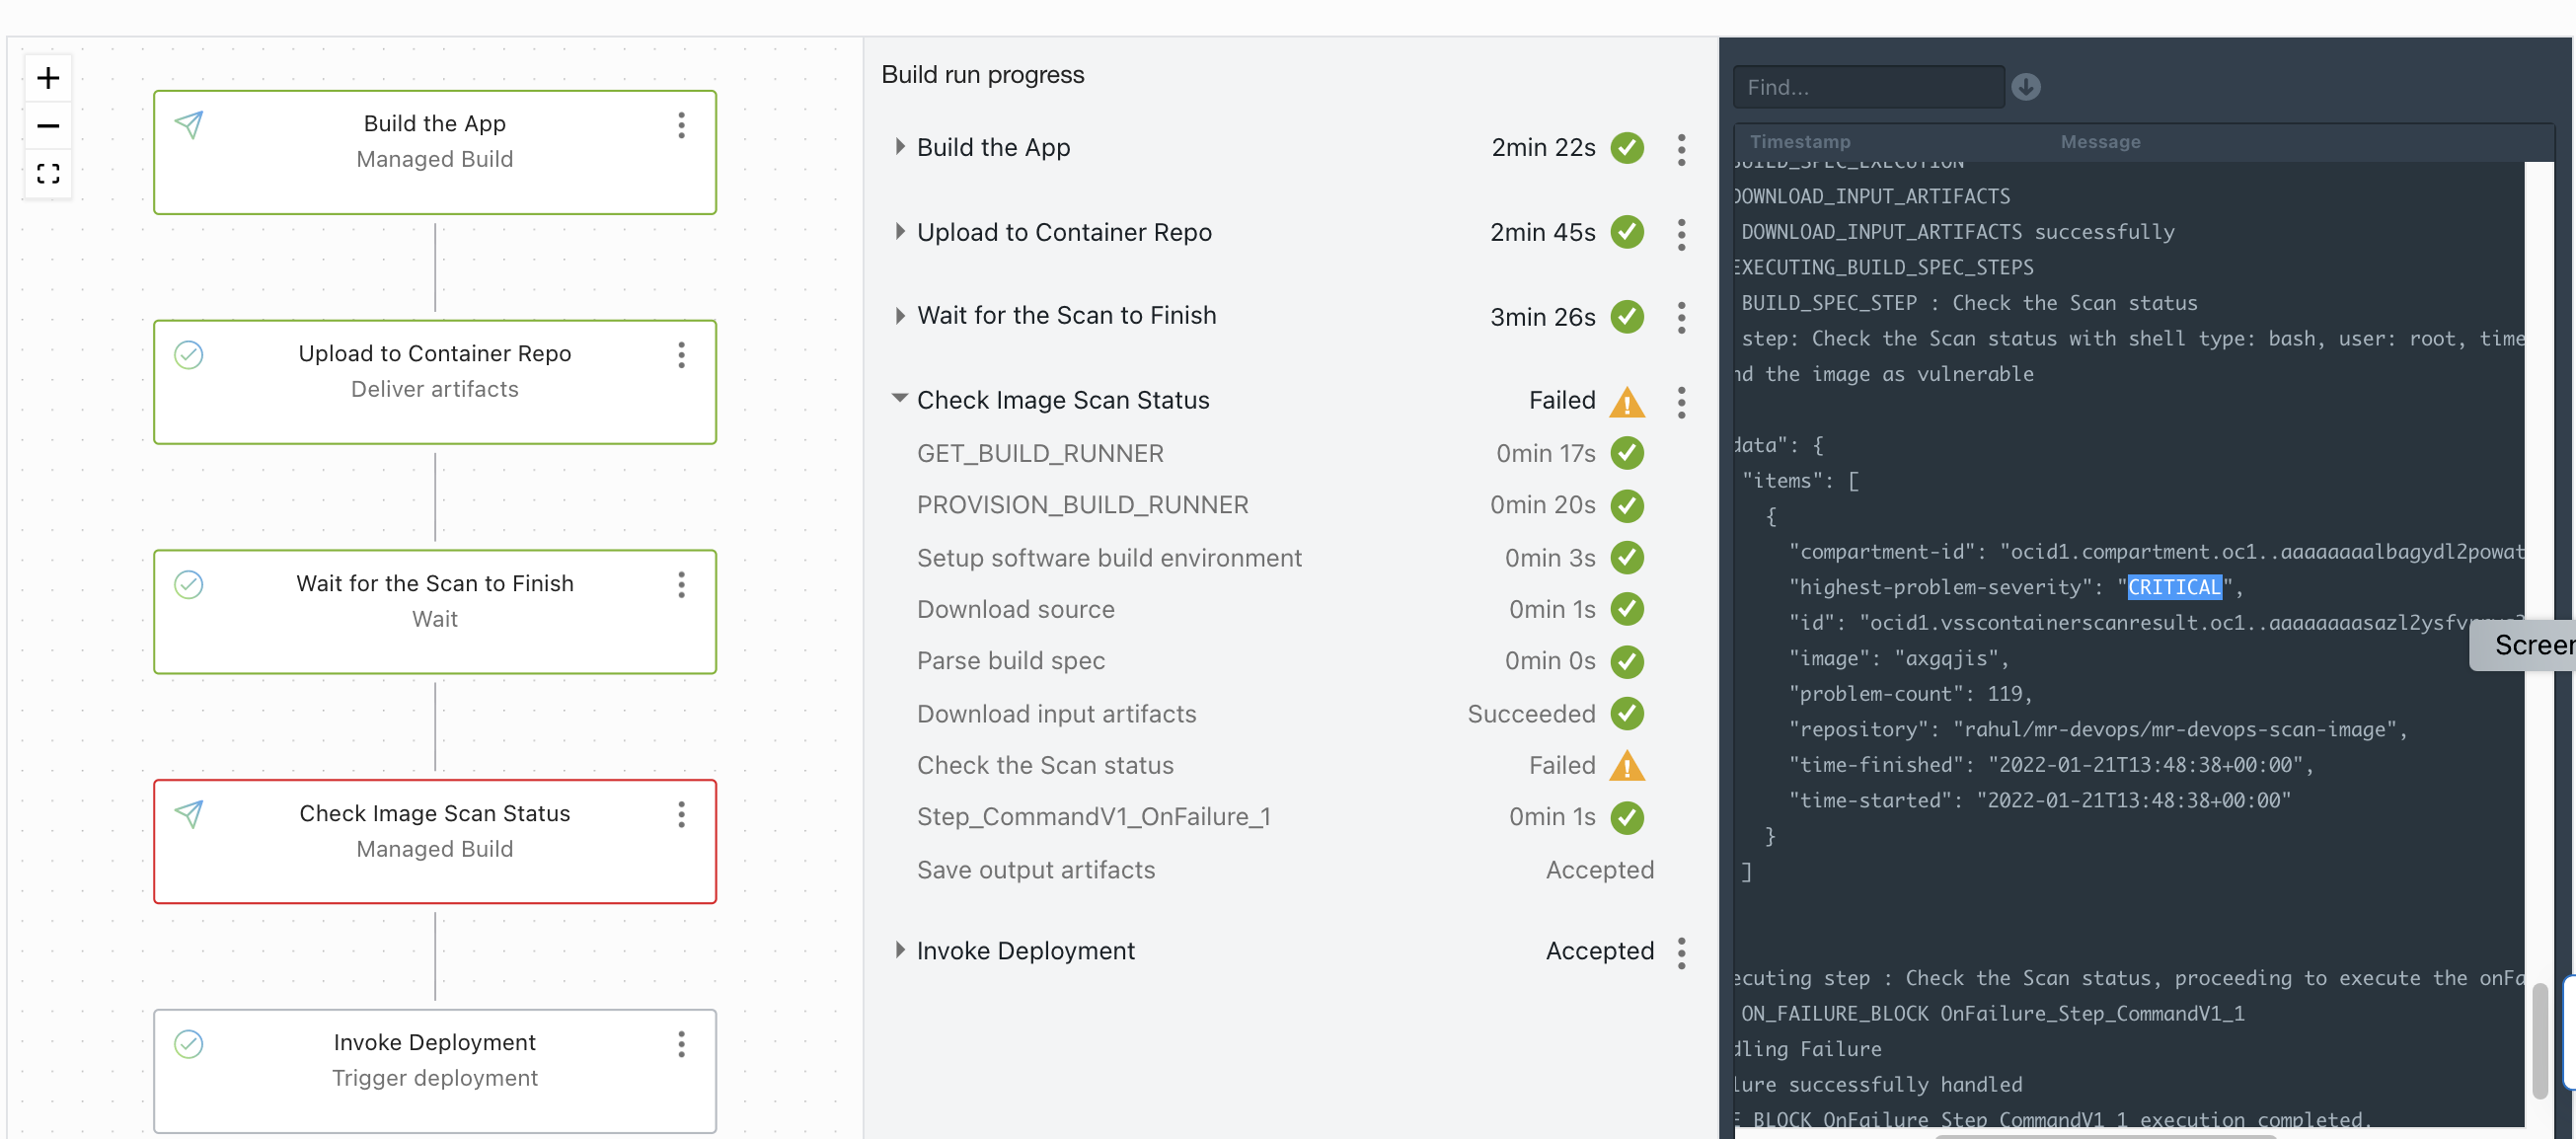 Build the App
Managed Build
Upload to Container Repo
Deliver artifacts
Wait for the Scan to Finish
Wait
Check Image Scan Status
Managed Build
Invoke Deployment
Trigger deployment
Build run progress
Build the App 2min 22s
Upload to Container Repo 2min 45s
Wait for the Scan to Finish 3min 26s
Check Image Scan Status Failed
GET_BUILD_RUNNER 0min 17s
PROVISION_BUILD_RUNNER 0min 20s
Setup software build environment 0min 3s
Download source 0min 1s
Parse build spec 0min 0s
Download input artifacts Succeeded
Check the Scan status Failed
Step_CommandV1_OnFailure_1 0min 1s
Save output artifacts Accepted
Invoke Deployment Accepted
Find...
Timestamp Message
BUILD_SPEC_EXECUTION
DOWNLOAD_INPUT_ARTIFACTS
DOWNLOAD_INPUT_ARTIFACTS successfully
EXECUTING_BUILD_SPEC_STEPS
BUILD_SPEC_STEP : Check the Scan status
step: Check the Scan status with shell type: bash, user: root, time
nd the image as vulnerable
data": {
"items": [
{
"compartment-id": "ocid1.compartment.oc1..aaaaaaaalbagydl2powat
"highest-problem-severity": "CRITICAL",
"id": "ocid1.vsscontainerscanresult.oc1..aaaaaaaasazl2ysfv
Screen
"image": "axgqjis",
"problem-count": 119,
"repository": "rahul/mr-devops/mr-devops-scan-image",
"time-finished": "2022-01-21T13:48:38+00:00",
"time-started": "2022-01-21T13:48:38+00:00"
}
]
ecuting step : Check the Scan status, proceeding to execute the onFa
ON_FAILURE_BLOCK OnFailure_Step_CommandV1_1
dling Failure
lure successfully handled
E_BLOCK OnFailure_Step_CommandV1_1 execution completed.